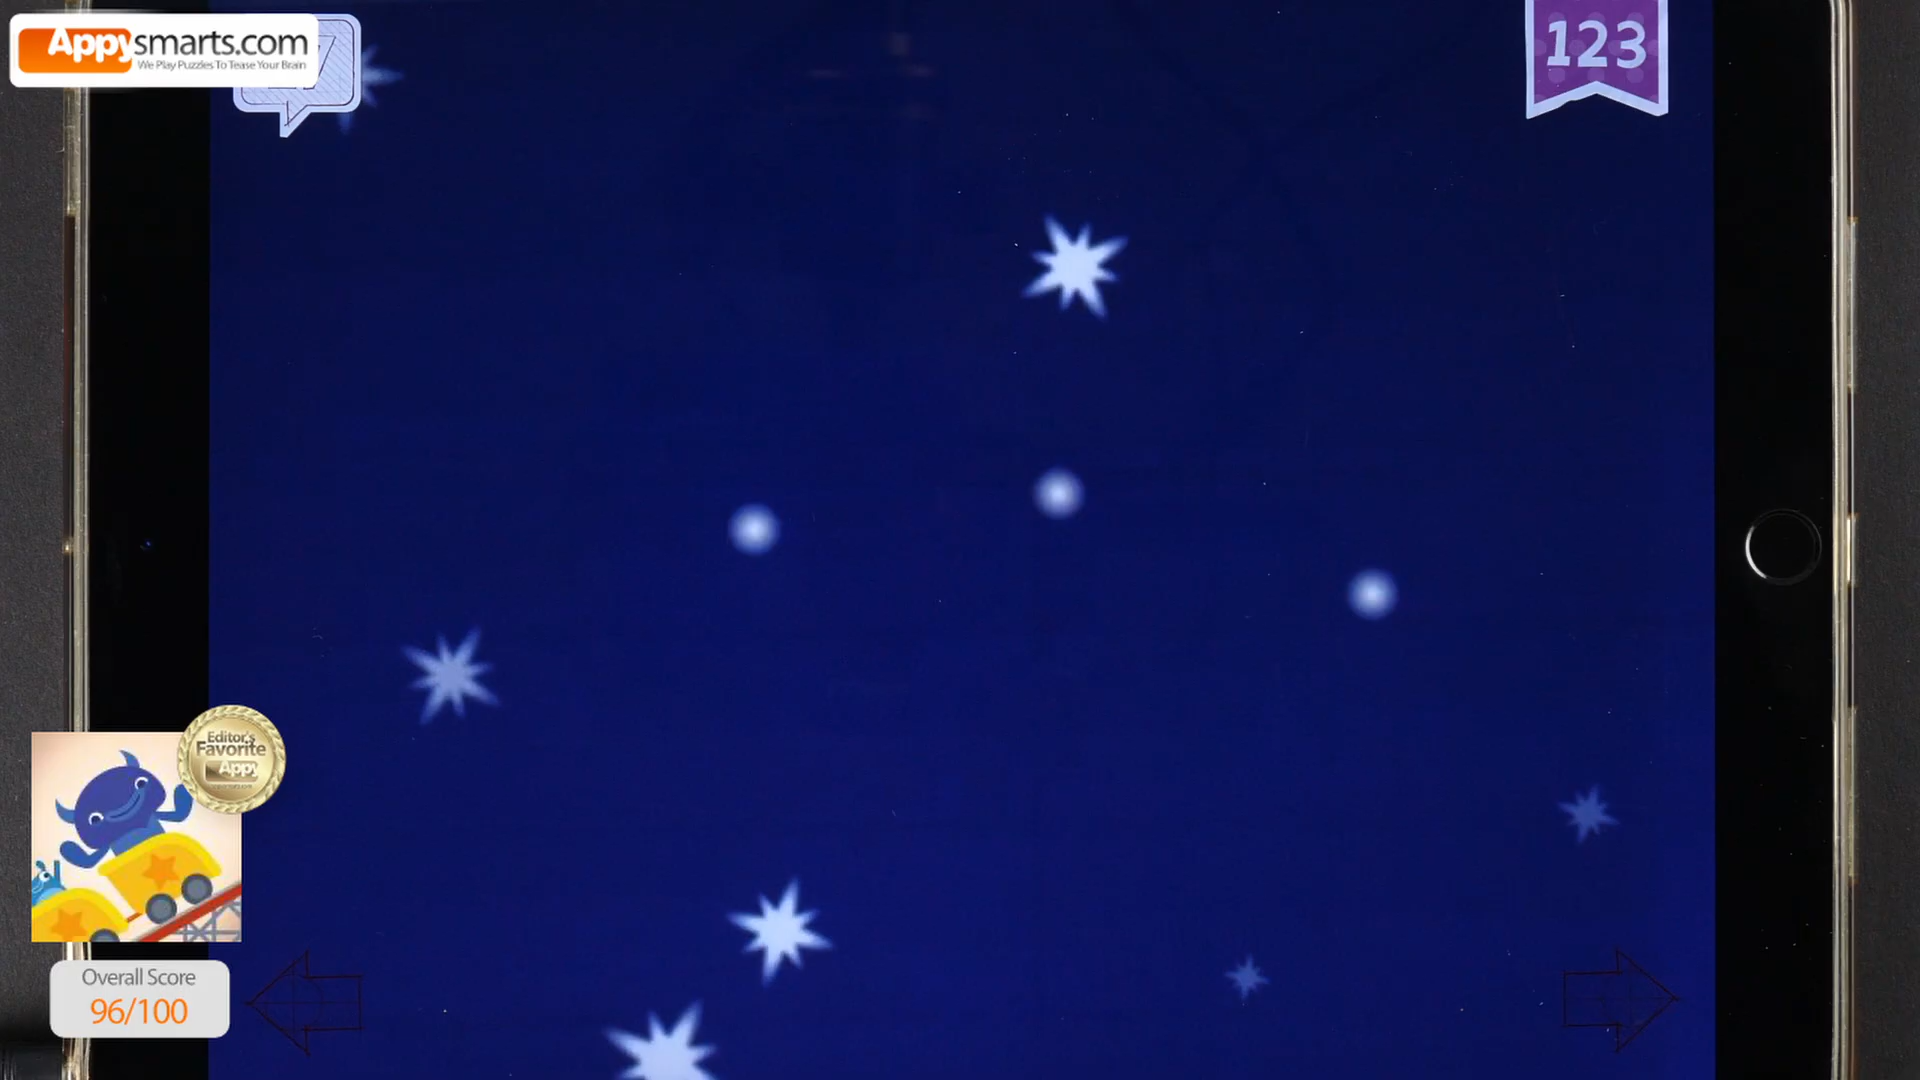 Appysmarts.com
We Play Puzzles To Tease Your Brain
123
Editor's
Favorite
Appy
Overall Score
96/100